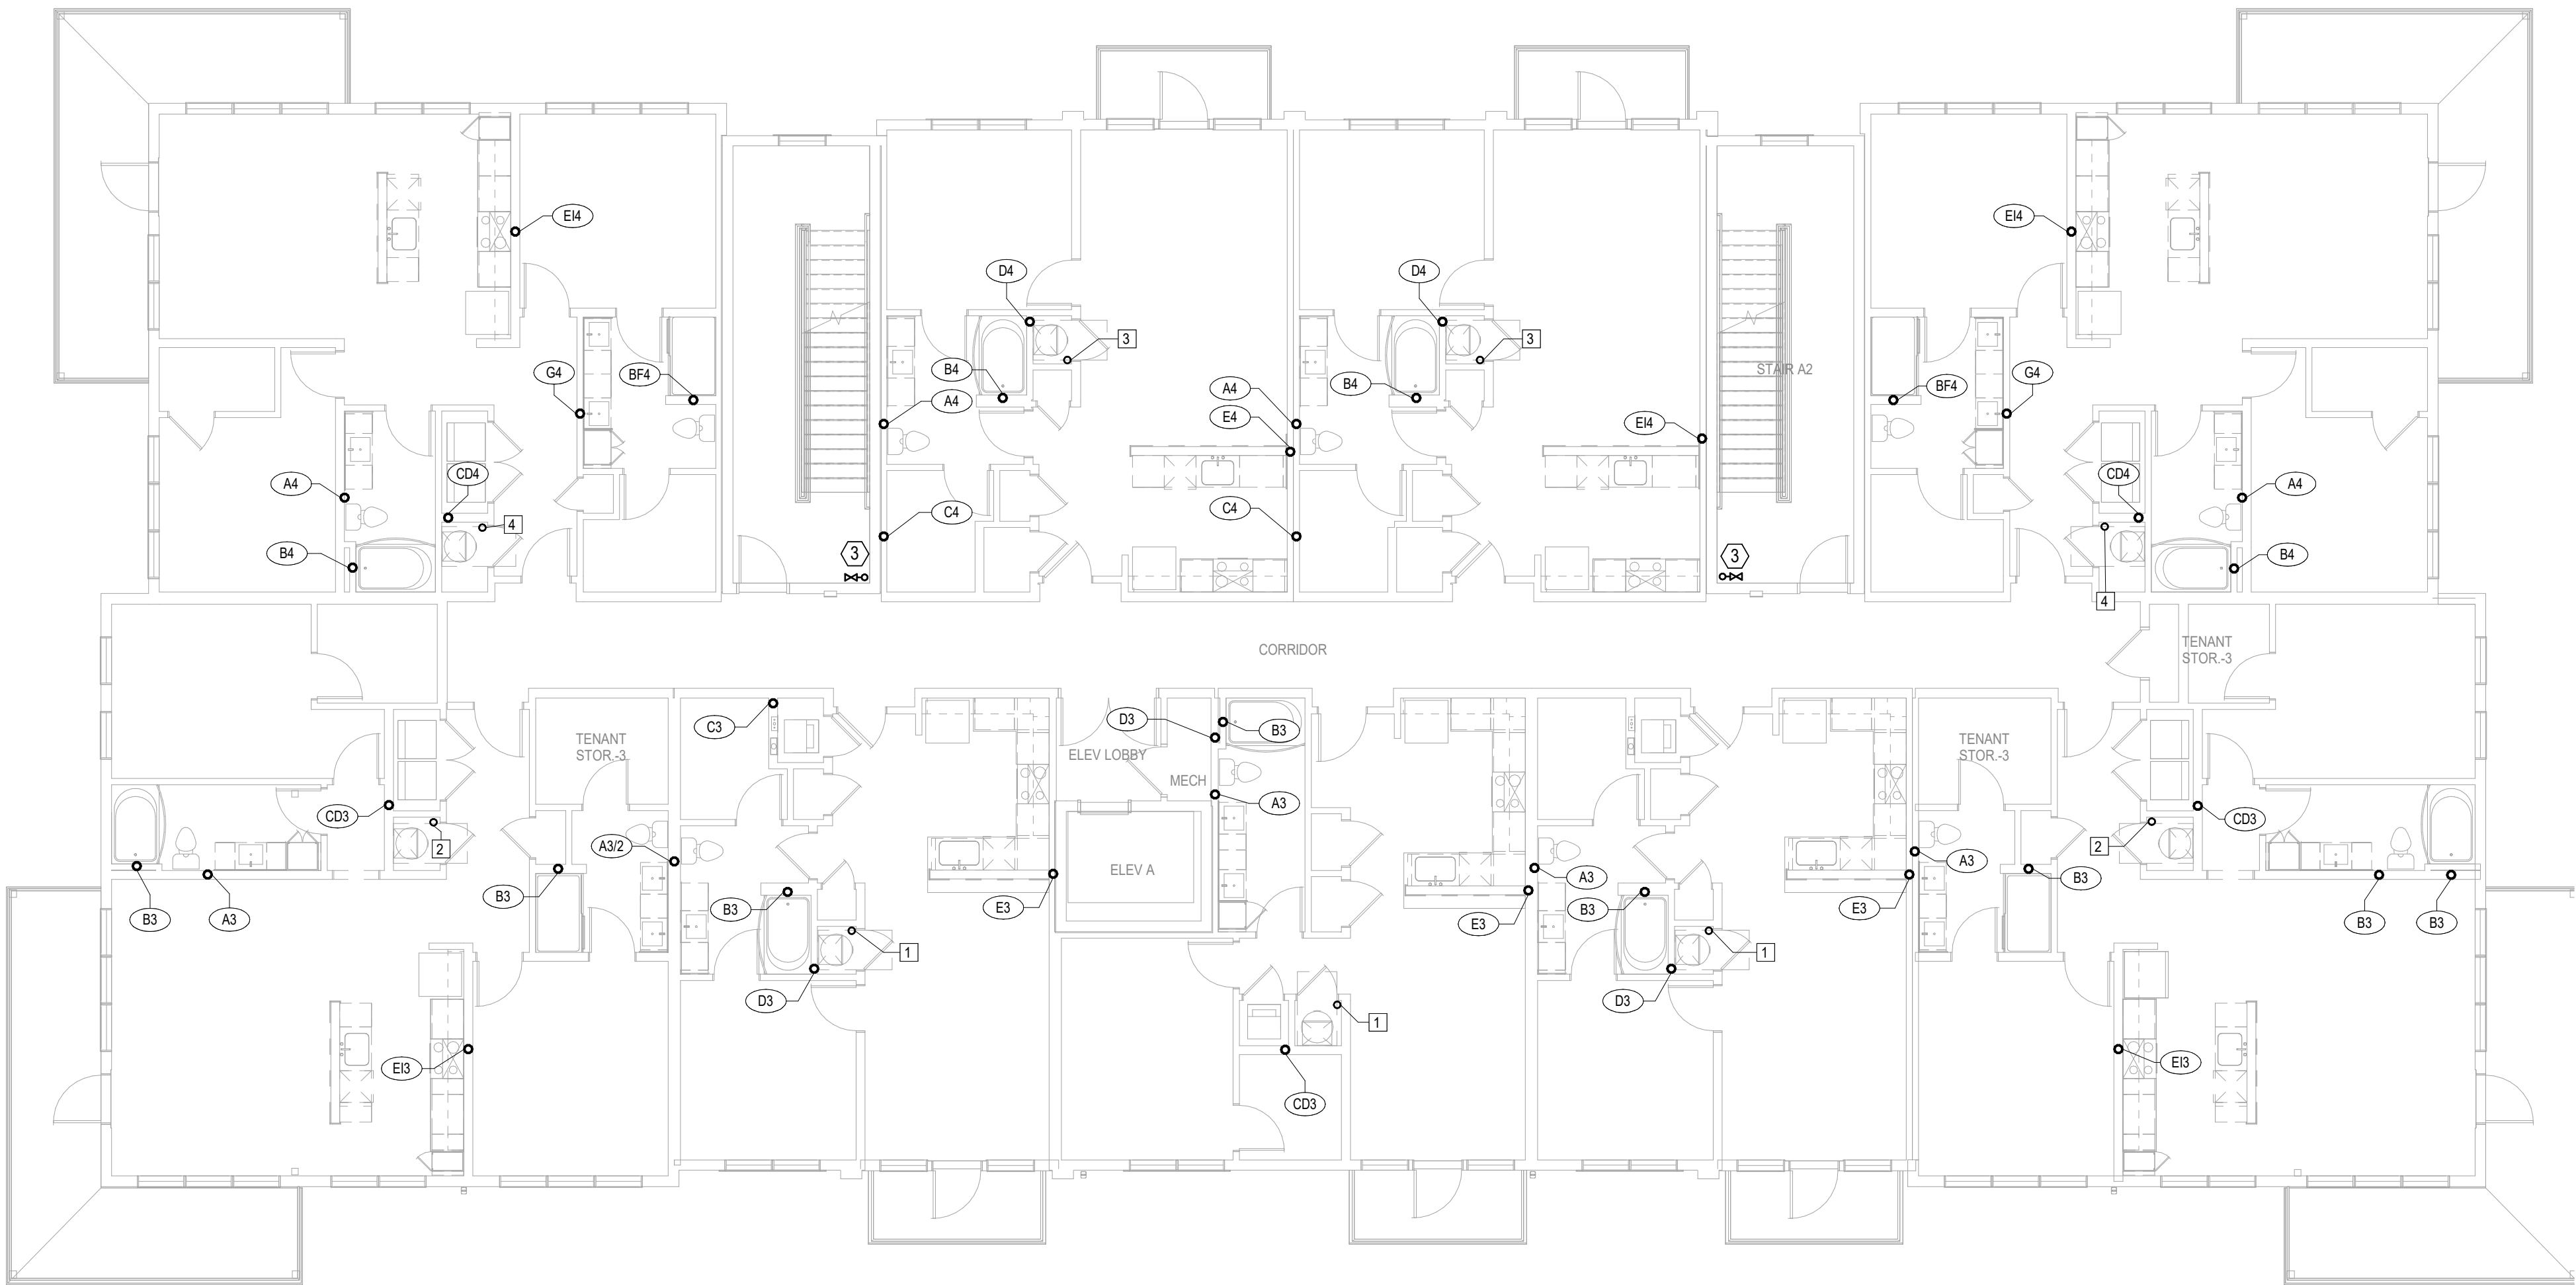 EI4
EI4
D4
D4
3
3
B4
B4
STAIR A2
G4
BF4
A4
A4
E4
EI4
BF4
G4
A4
CD4
CD4
A4
C4
C4
4
B4
3
3
B4
4
CORRIDOR
TENANT
STOR.-3
C3
D3
B3
TENANT
STOR.-3
ELEV LOBBY
TENANT
STOR.-3
MECH
A3
CD3
A3/2
2
CD3
2
A3
ELEV A
A3
B3
A3
B3
B3
E3
E3
B3
E3
B3
B3
B3
1
1
D3
D3
1
EI3
CD3
EI3